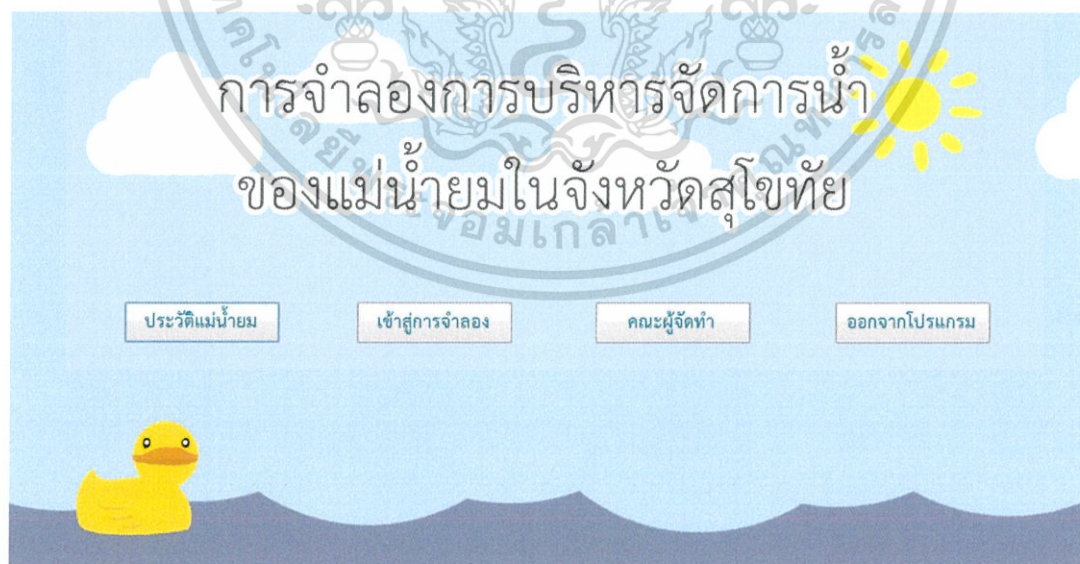 การจำลองการบริหารจัดการน้ำ
ของแม่น้ำยมในจังหวัดสุโขทัย
ประวัติแม่น้ำยม
เข้าสู่การจำลอง
คณะผู้จัดทำ
ออกจากโปรแกรม